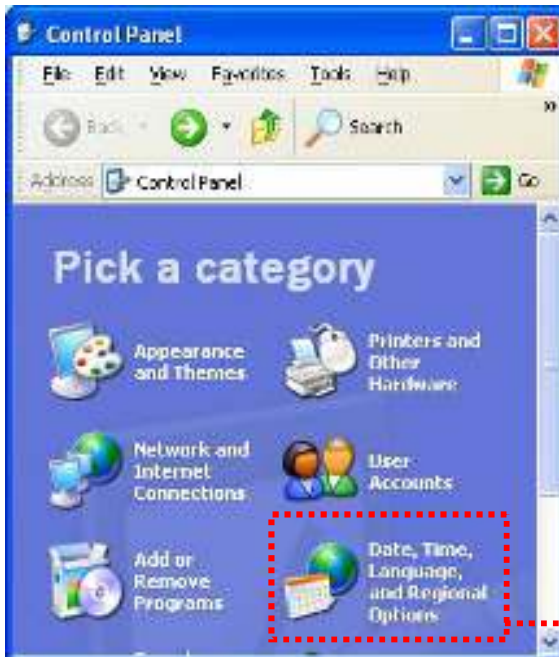 Control Panel
File Edit View Favorites Tools Help
Back Search
Address Control Panel Go
Pick a category
Appearance
and Themes
Printers and
Other
Hardware
Network and
Internet
Connections
User
Accounts
Add or
Remove
Programs
Date, Time,
Language,
and Regional
Options